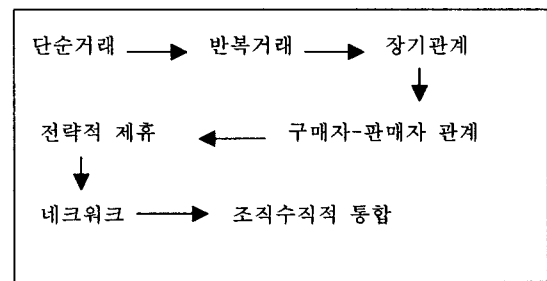 단순거래 반복거래 장기관계
전략적 제휴 구매자-판매자 관계
네크워크 조직수직적 통합